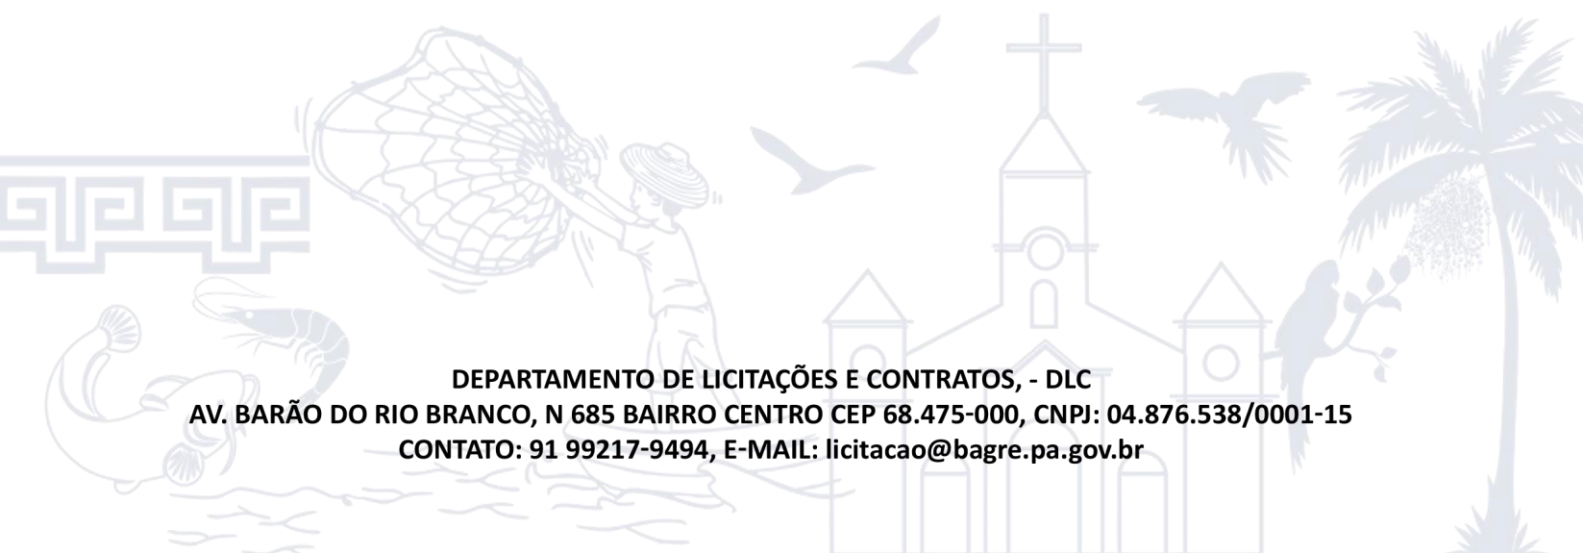 DEPARTAMENTO DE LICITAÇÕES E CONTRATOS, - DLC
AV. BARÃO DO RIO BRANCO, N 685 BAIRRO CENTRO CEP 68.475-000, CNPJ: 04.876.538/0001-15
CONTATO: 91 99217-9494, E-MAIL: licitacao@bagre.pa.gov.br